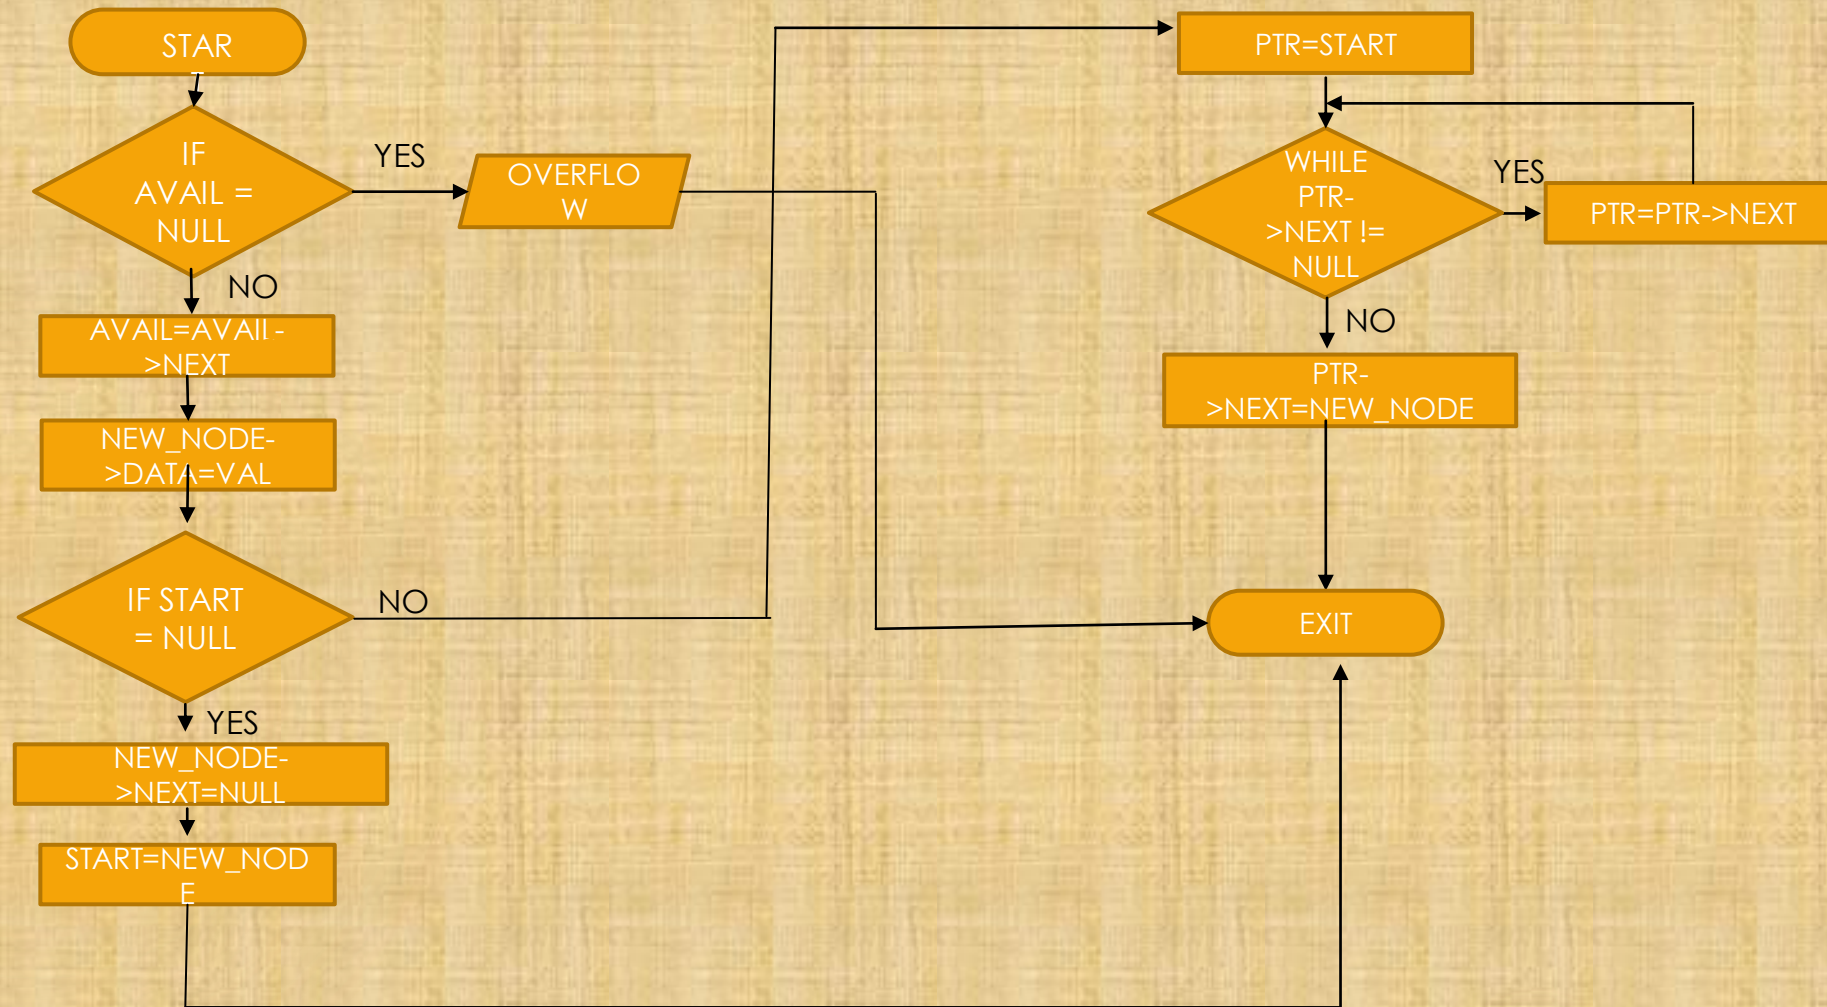 STAR
T
IF
AVAIL =
NULL
YES
OVERFLO
W
NO
AVAIL=AVAIL-
>NEXT
NEW_NODE-
>DATA=VAL
IF START
= NULL
NO
YES
NEW_NODE-
>NEXT=NULL
START=NEW_NOD
E
PTR=START
WHILE
PTR-
>NEXT !=
NULL
YES
PTR=PTR->NEXT
NO
PTR-
>NEXT=NEW_NODE
EXIT